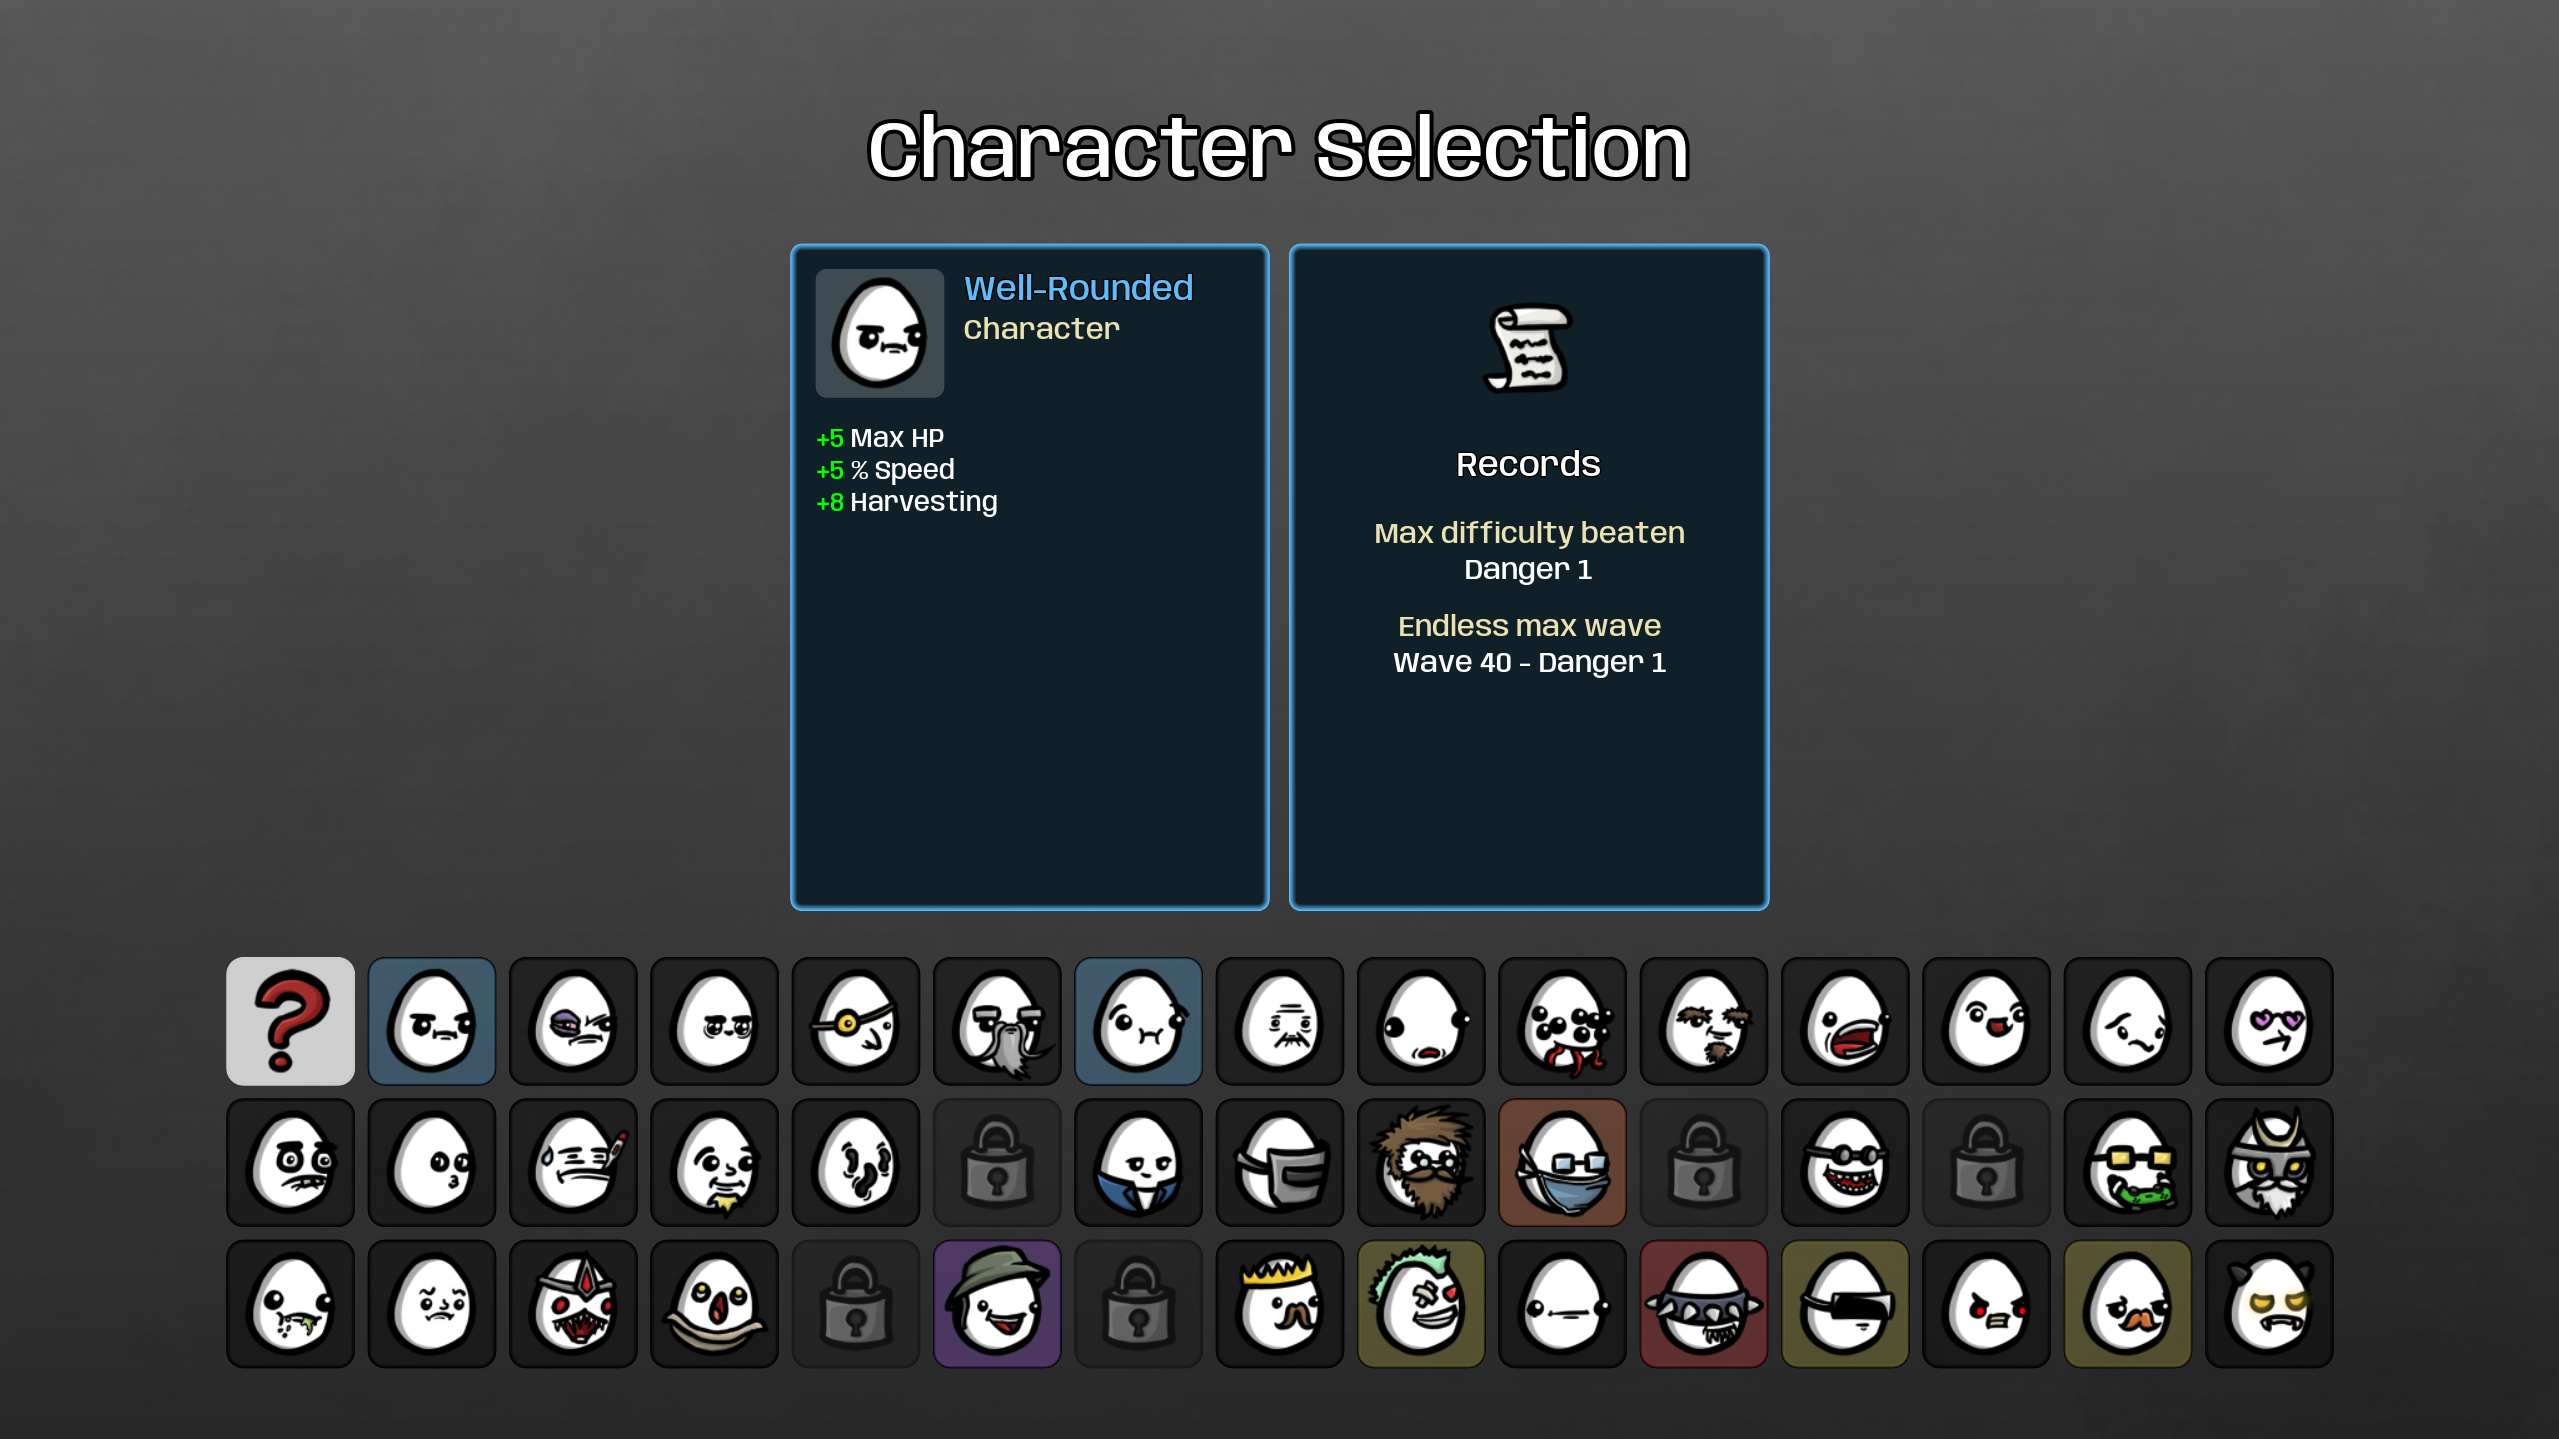 Character Selection
Well-Rounded
Character
+5 Max HP
+5 % Speed
+8 Harvesting
Records
Max difficulty beaten
Danger 1
Endless max wave
Wave 40 - Danger 1